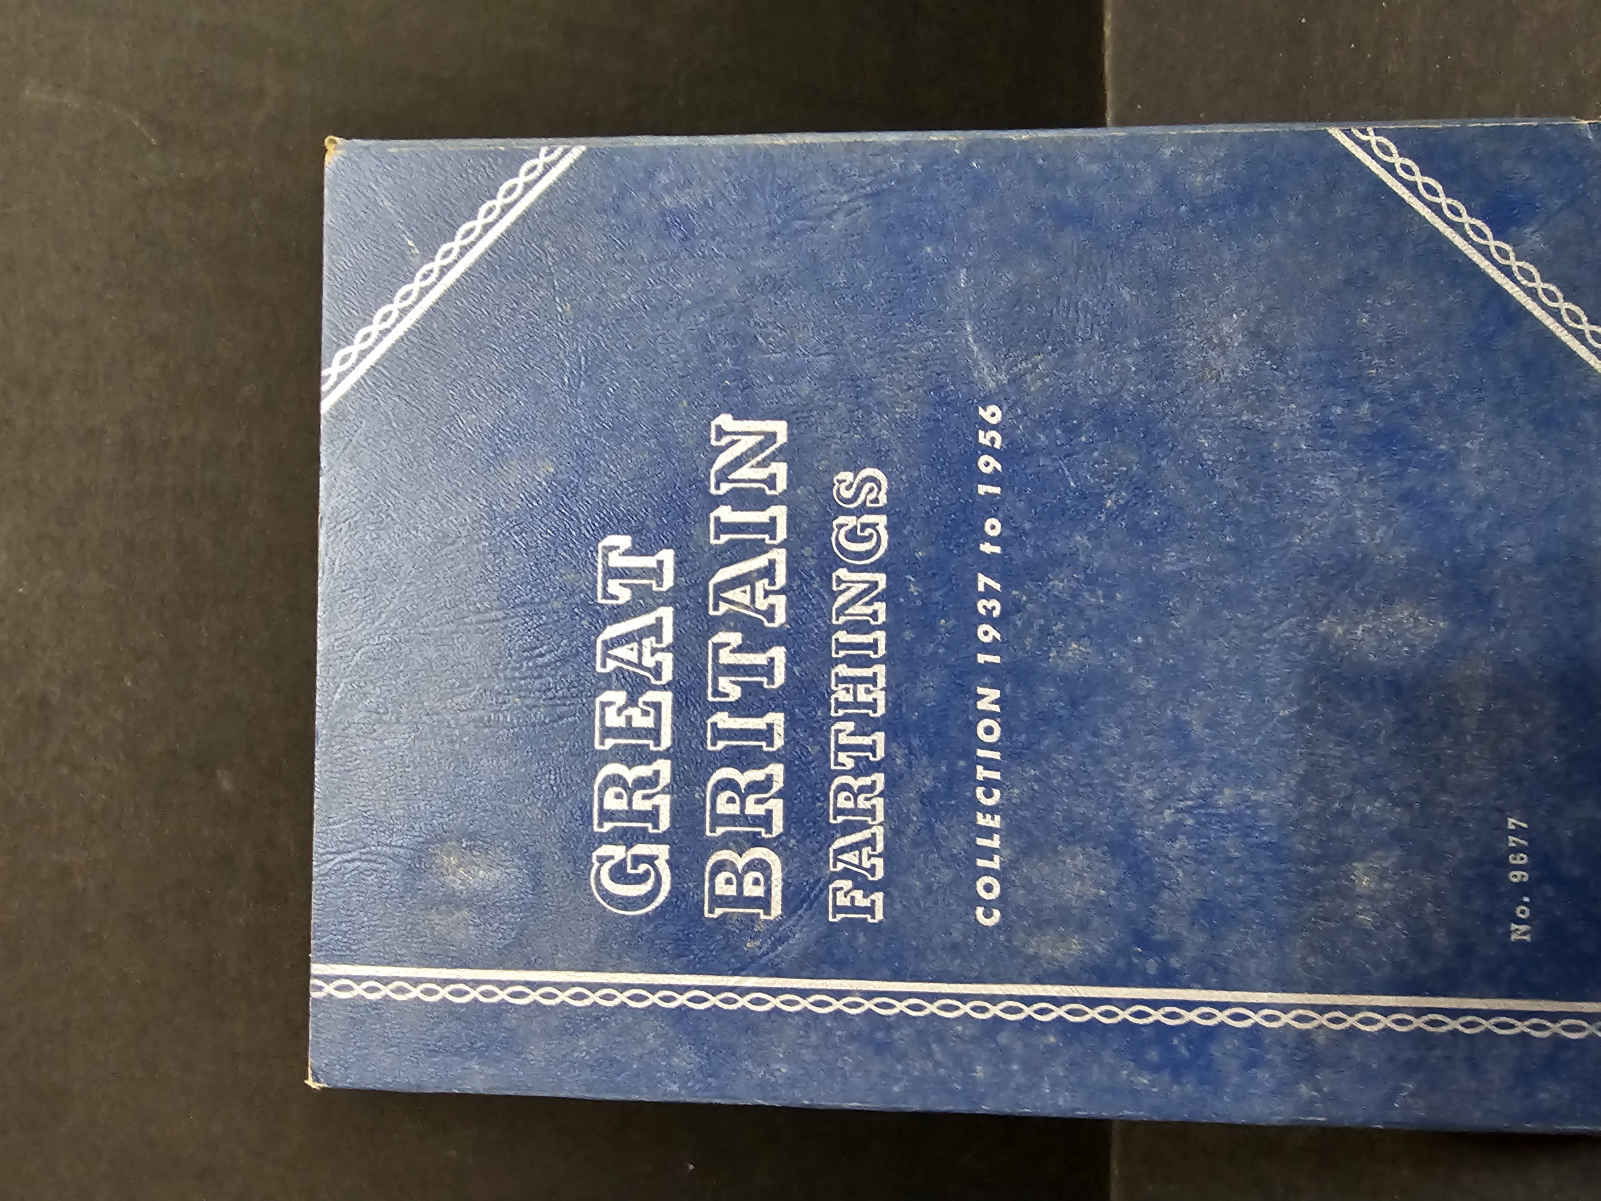 GREAT
BRITAIN
FARTHINGS
COLLECTION 1937 to 1956
No. 9677